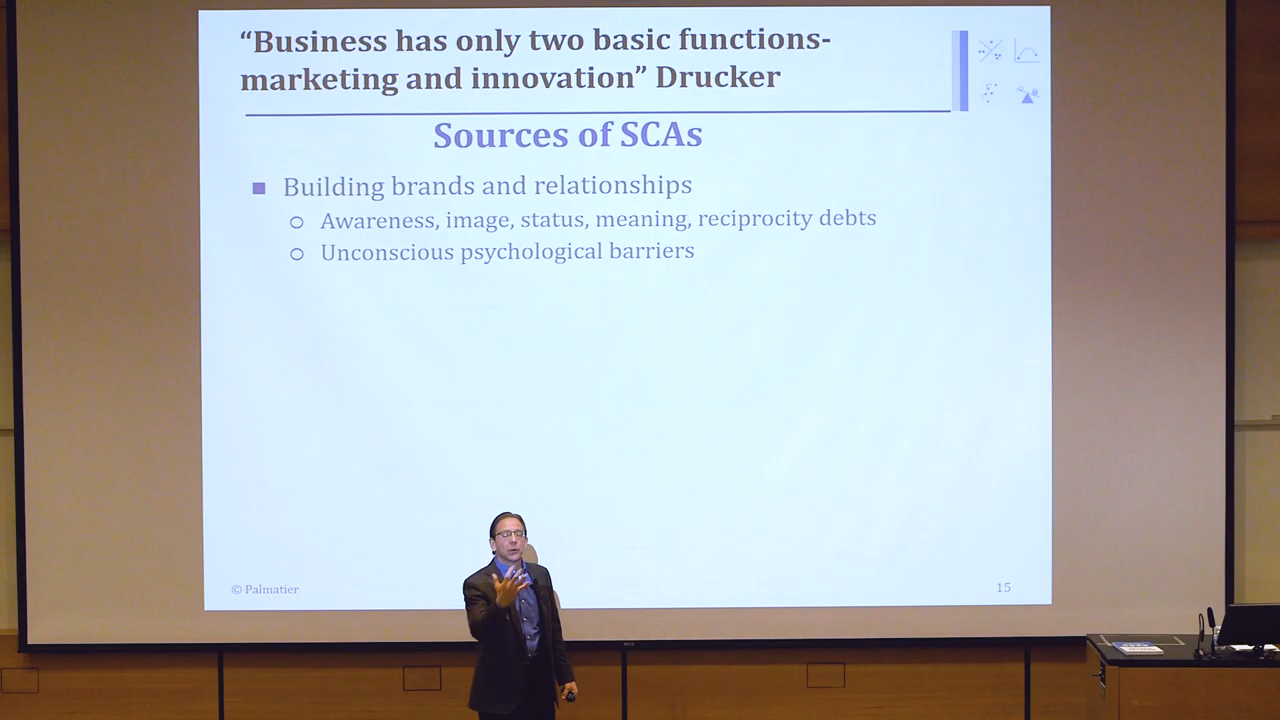 “Business has only two basic functions-
marketing and innovation” Drucker
Sources of SCAs
Building brands and relationships
Awareness, image, status, meaning, reciprocity debts
Unconscious psychological barriers
© Palmatier
15